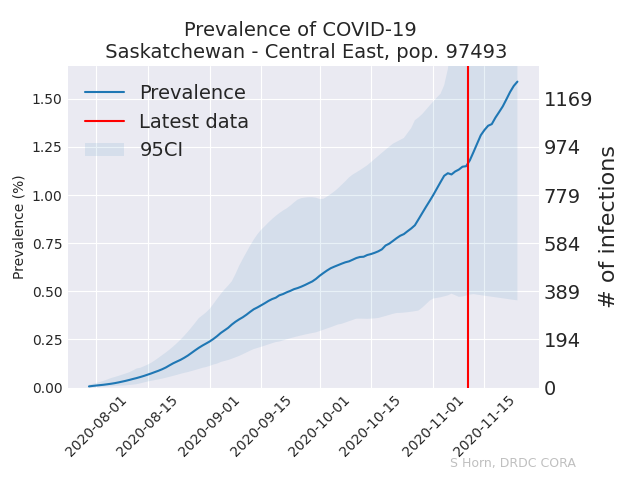 Prevalence of COVID-19
Saskatchewan - Central East, pop. 97493
Prevalence
Latest data
95CI
Prevalence (%)
1.50
1.25
1.00
0.75
0.50
0.25
0.00
1169
974
779
584
389
194
0
# of infections
2020-08-01
2020-08-15
2020-09-01
2020-09-15
2020-10-01
2020-10-15
2020-11-01
2020-11-15
S Horn, DRDC CORA